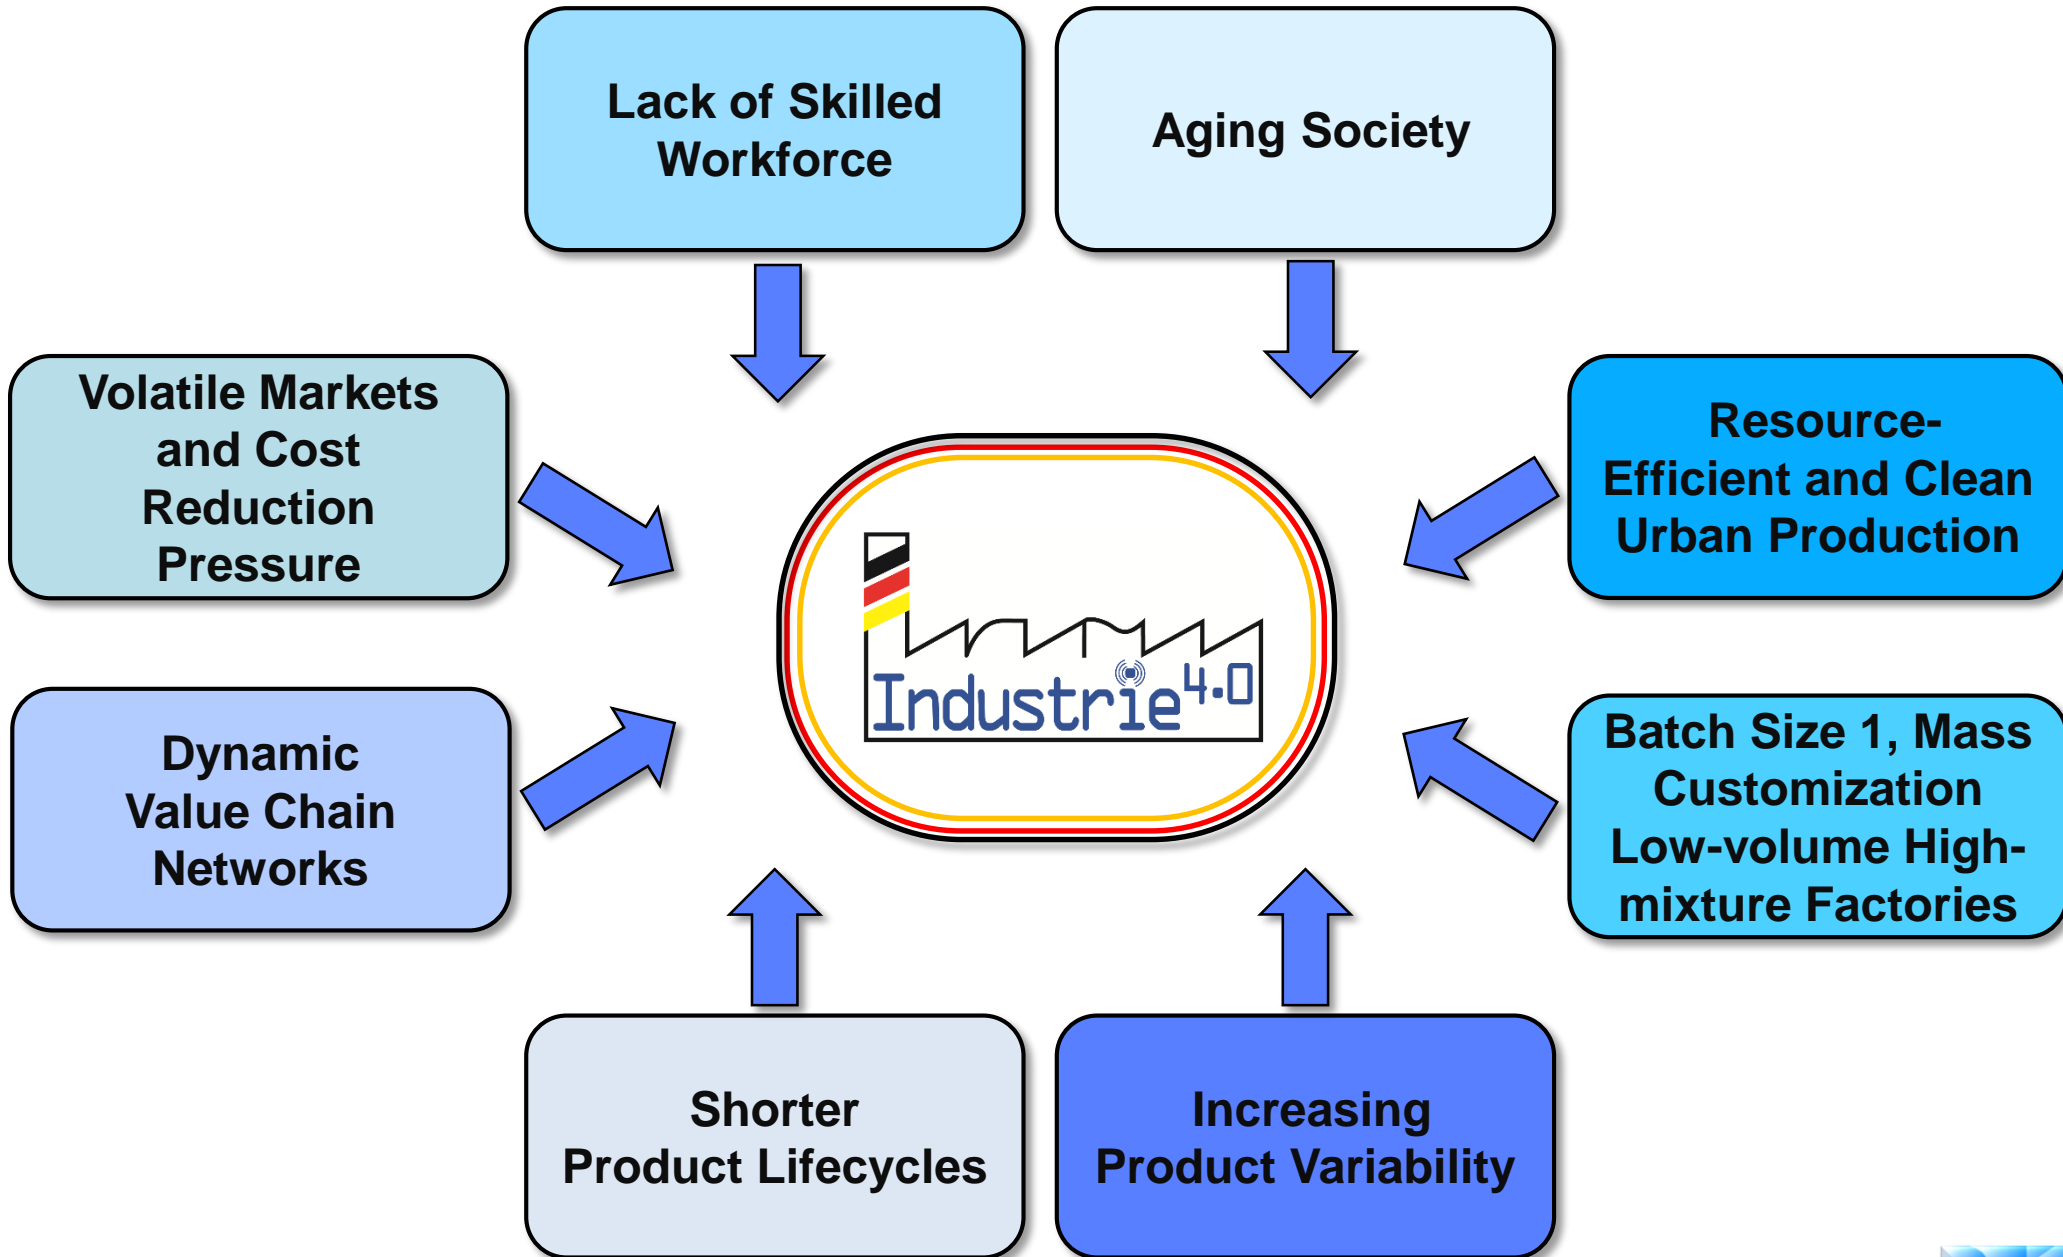 Lack of Skilled
Workforce
Aging Society
Volatile Markets
and Cost
Reduction
Pressure
Resource-
Efficient and Clean
Urban Production
Industrie 4.0
Dynamic
Value Chain
Networks
Batch Size 1, Mass
Customization
Low-volume High-
mixture Factories
Shorter
Product Lifecycles
Increasing
Product Variability